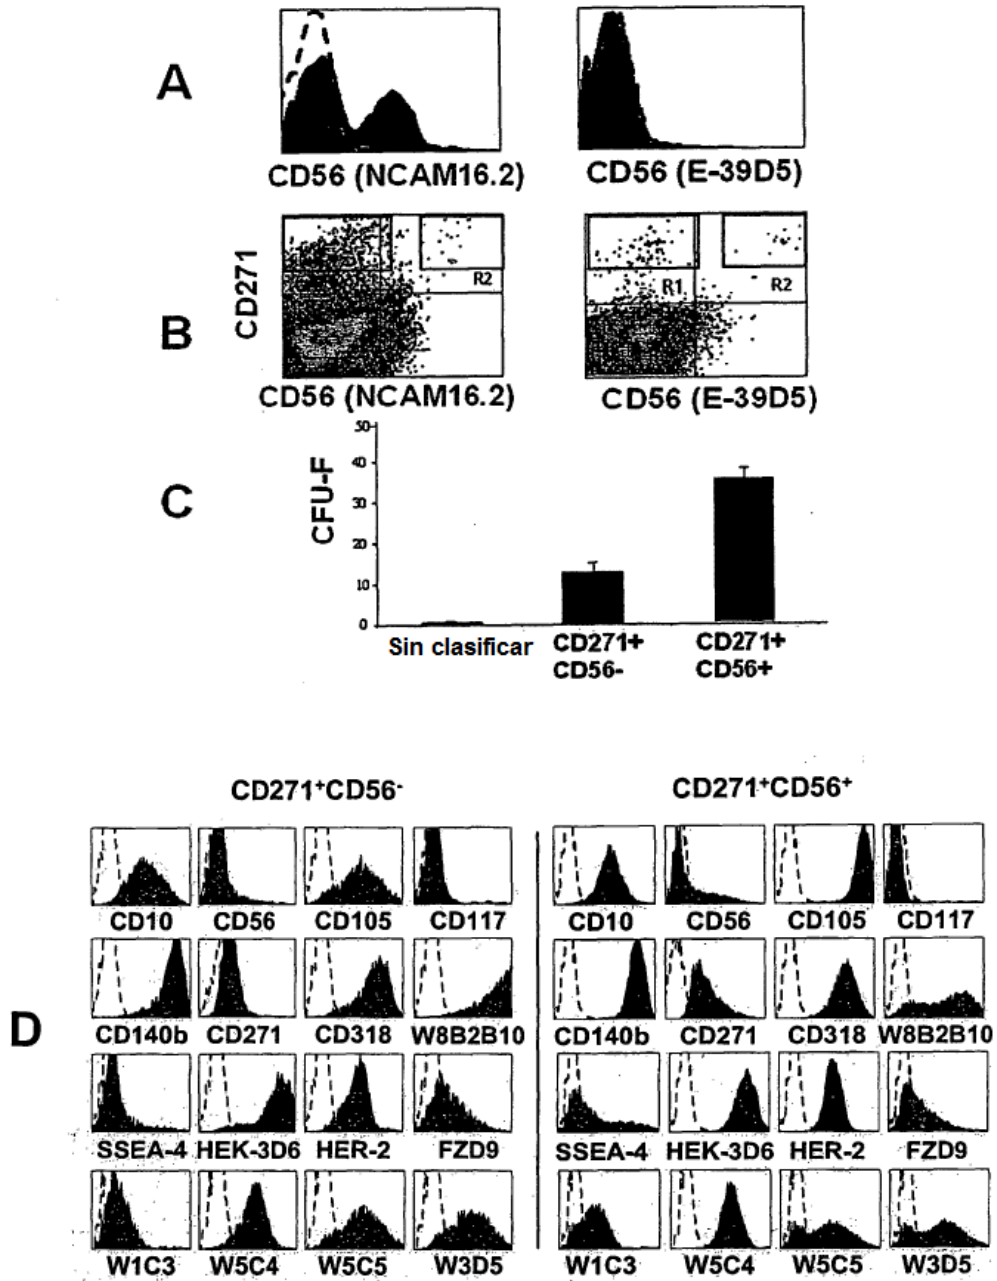 A
CD56 (NCAM16.2)
CD56 (E-39D5)
B
CD271
R2
R1
R2
CD56 (NCAM16.2)
CD56 (E-39D5)
C
CFU-F
50
40
30
20
10
0
Sin clasificar
CD271+
CD56-
CD271+
CD56+
D
CD271⁺CD56⁻
CD10 CD56 CD105 CD117
CD140b CD271 CD318 W8B2B10
SSEA-4 HEK-3D6 HER-2 FZD9
W1C3 W5C4 W5C5 W3D5
CD271⁺CD56⁺
CD10 CD56 CD105 CD117
CD140b CD271 CD318 W8B2B10
SSEA-4 HEK-3D6 HER-2 FZD9
W1C3 W5C4 W5C5 W3D5